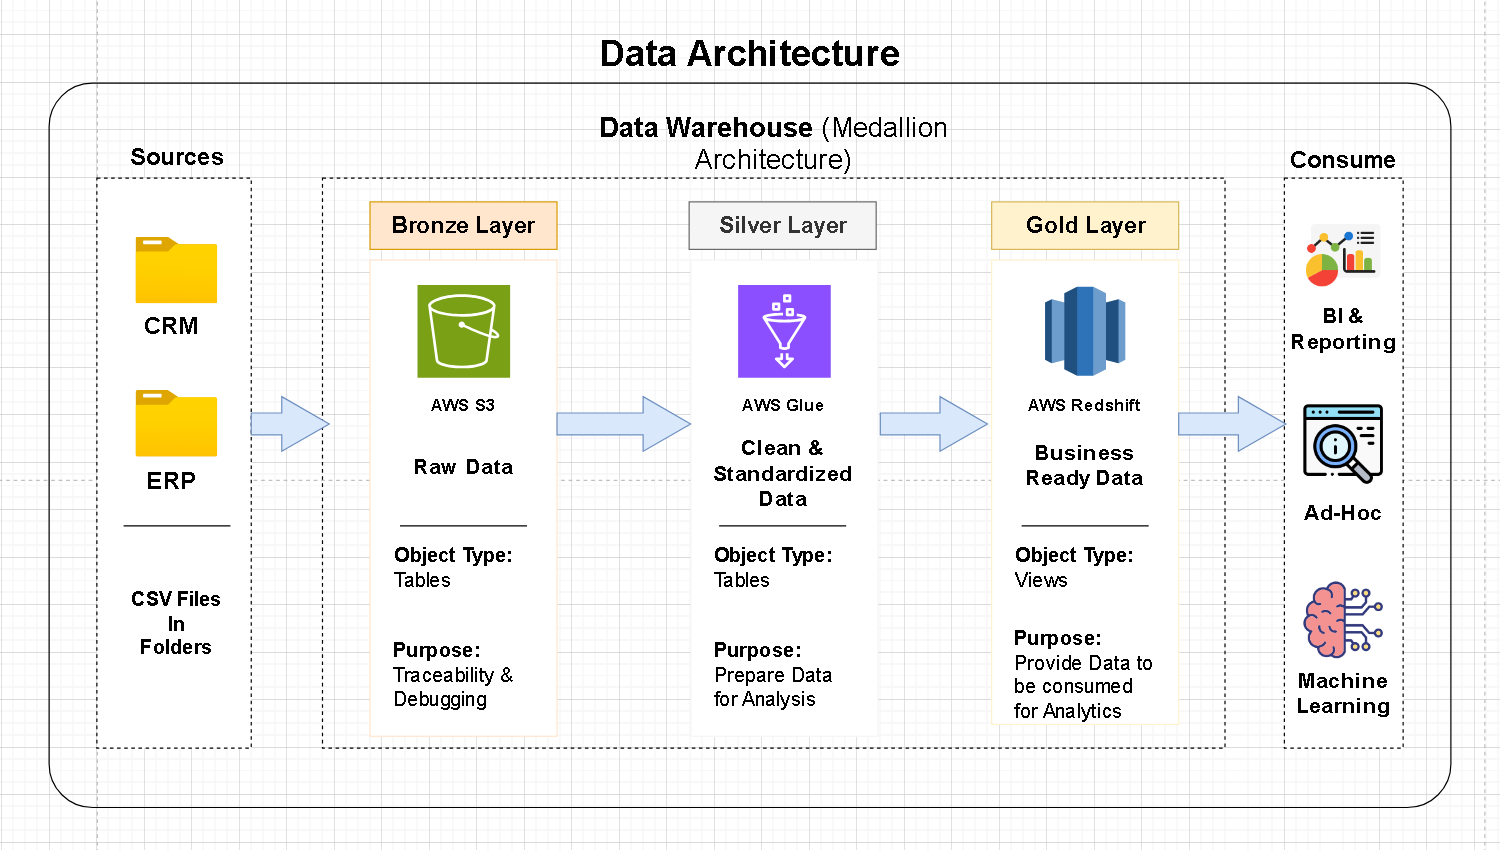 Data Architecture
Data Warehouse (Medallion
Architecture)
Sources
CRM
ERP
CSV Files
In
Folders
Bronze Layer
AWS S3
Raw Data
Object Type:
Tables
Purpose:
Traceability &
Debugging
Silver Layer
AWS Glue
Clean &
Standardized
Data
Object Type:
Tables
Purpose:
Prepare Data
for Analysis
Gold Layer
AWS Redshift
Business
Ready Data
Object Type:
Views
Purpose:
Provide Data to
be consumed
for Analytics
Consume
BI &
Reporting
Ad-Hoc
Machine
Learning